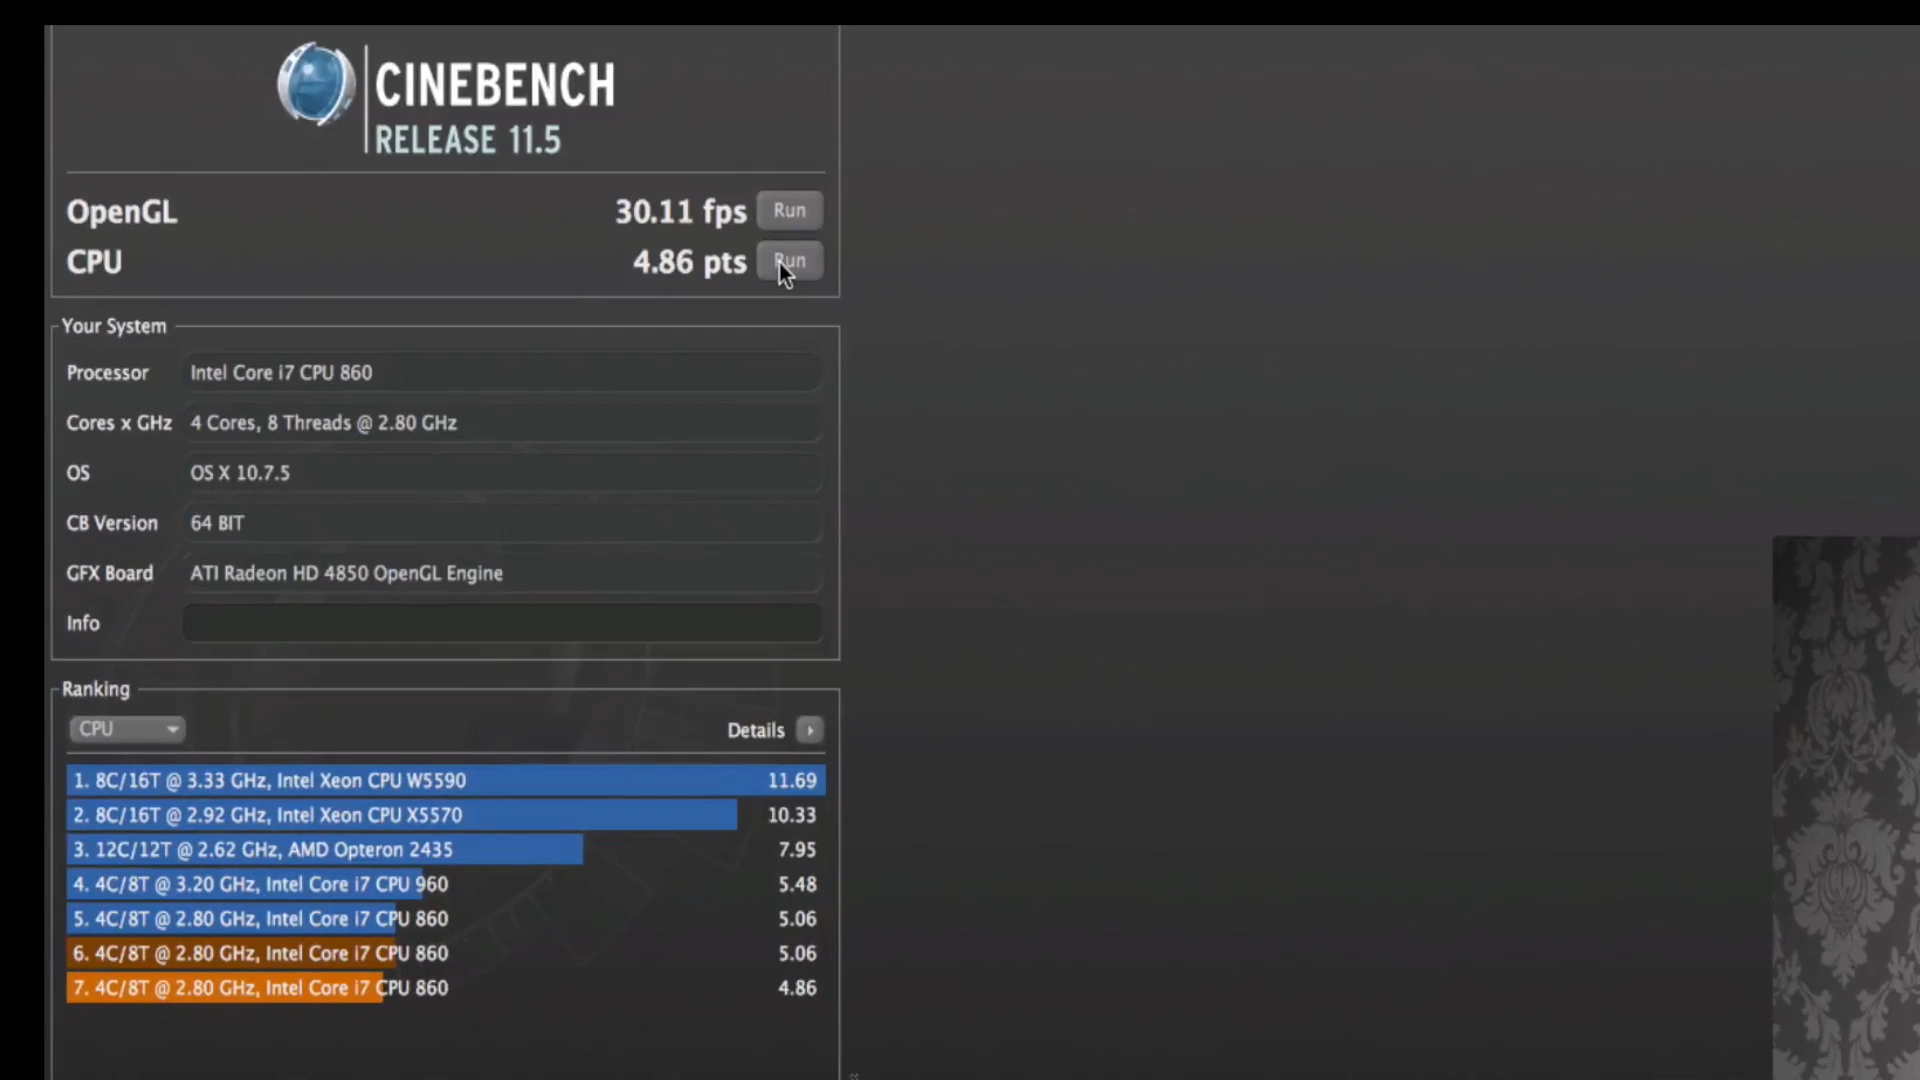 CINEBENCH
RELEASE 11.5
OpenGL 30.11 fps Run
CPU 4.86 pts Run
Your System
Processor Intel Core i7 CPU 860
Cores x GHz 4 Cores, 8 Threads @ 2.80 GHz
OS OS X 10.7.5
CB Version 64 BIT
GFX Board ATI Radeon HD 4850 OpenGL Engine
Info
Ranking
CPU Details
1. 8C/16T @ 3.33 GHz, Intel Xeon CPU W5590 11.69
2. 8C/16T @ 2.92 GHz, Intel Xeon CPU X5570 10.33
3. 12C/12T @ 2.62 GHz, AMD Opteron 2435 7.95
4. 4C/8T @ 3.20 GHz, Intel Core i7 CPU 960 5.48
5. 4C/8T @ 2.80 GHz, Intel Core i7 CPU 860 5.06
6. 4C/8T @ 2.80 GHz, Intel Core i7 CPU 860 5.06
7. 4C/8T @ 2.80 GHz, Intel Core i7 CPU 860 4.86